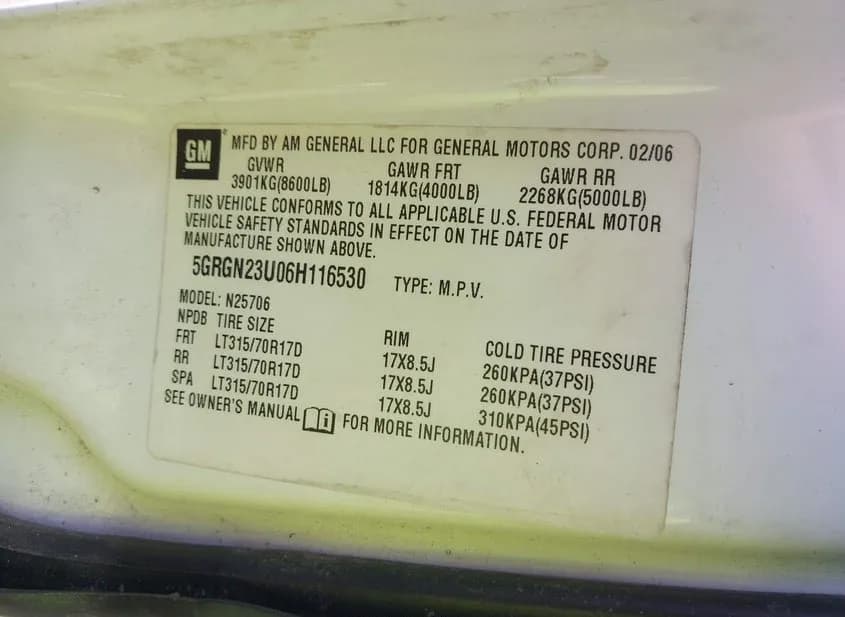 GM MFD BY AM GENERAL LLC FOR GENERAL MOTORS CORP. 02/06
GVWR GAWR FRT GAWR RR
3901KG(8600LB) 1814KG(4000LB) 2268KG(5000LB)
THIS VEHICLE CONFORMS TO ALL APPLICABLE U.S. FEDERAL MOTOR
VEHICLE SAFETY STANDARDS IN EFFECT ON THE DATE OF
MANUFACTURE SHOWN ABOVE.
5GRGN23U06H116530 TYPE: M.P.V.
MODEL: N25706
NPDB TIRE SIZE RIM COLD TIRE PRESSURE
FRT LT315/70R17D 17X8.5J 260KPA(37PSI)
RR LT315/70R17D 17X8.5J 260KPA(37PSI)
SPA LT315/70R17D 17X8.5J 310KPA(45PSI)
SEE OWNER'S MANUAL i FOR MORE INFORMATION.